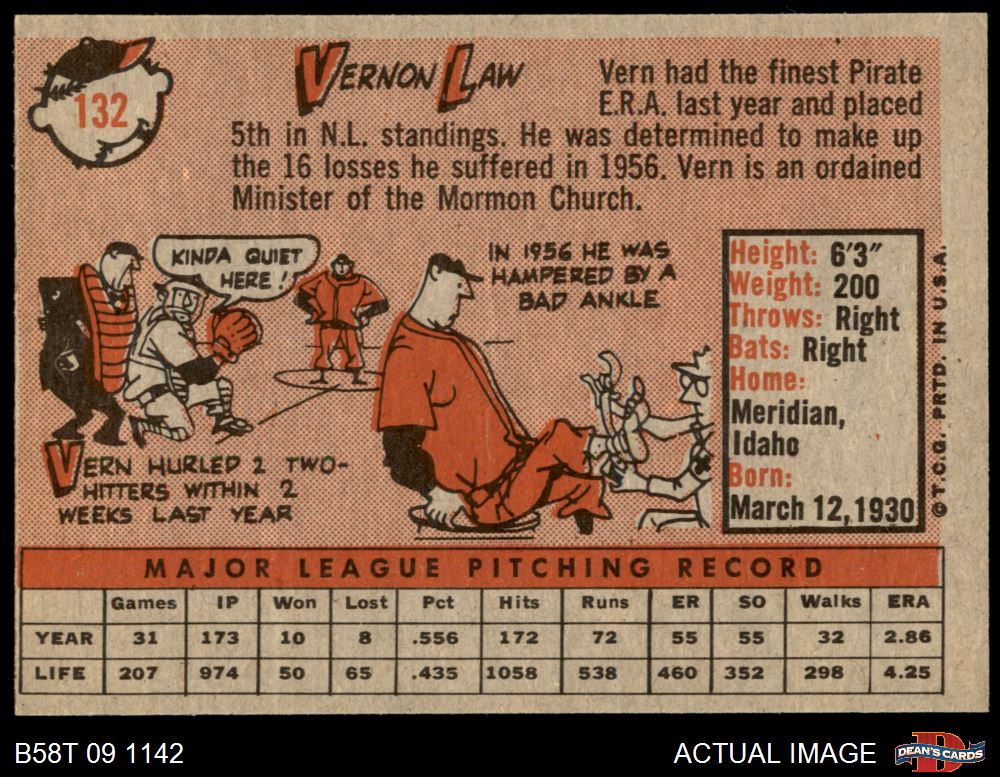 132
VERNON LAW
Vern had the finest Pirate
E.R.A. last year and placed
5th in N.L. standings. He was determined to make up
the 16 losses he suffered in 1956. Vern is an ordained
Minister of the Mormon Church.
KINDA QUIET
HERE!
IN 1956 HE WAS
HAMPERED BY A
BAD ANKLE
VERN HURLED 2 TWO-
HITTERS WITHIN 2
WEEKS LAST YEAR
Height: 6'3"
Weight: 200
Throws: Right
Bats: Right
Home:
Meridian,
Idaho
Born:
March 12, 1930
© T.C.G. PRTD. IN U.S.A.
MAJOR LEAGUE PITCHING RECORD
Games IP Won Lost Pct Hits Runs ER SO Walks ERA
YEAR 31 173 10 8 .556 172 72 55 55 32 2.86
LIFE 207 974 50 65 .435 1058 538 460 352 298 4.25
B58T 09 1142
ACTUAL IMAGE
DEAN'S CARDS